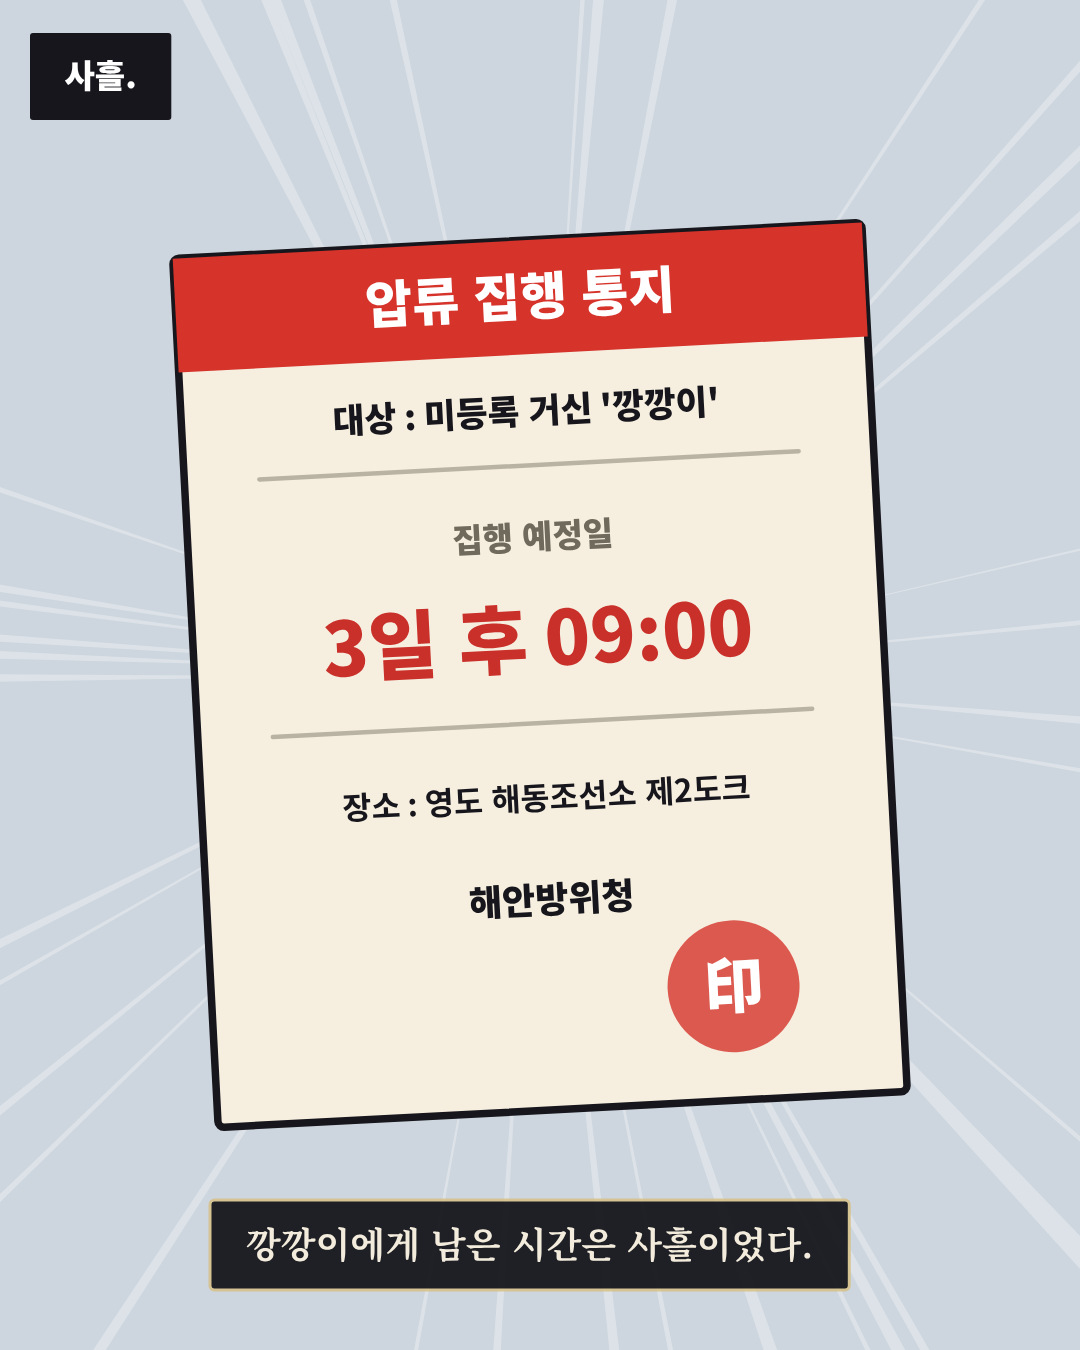 사흘.
압류 집행 통지
대상 : 미등록 거신 '깡깡이'
집행 예정일
3일 후 09:00
장소 : 영도 해동조선소 제2도크
해안방위청
印
깡깡이에게 남은 시간은 사흘이었다.